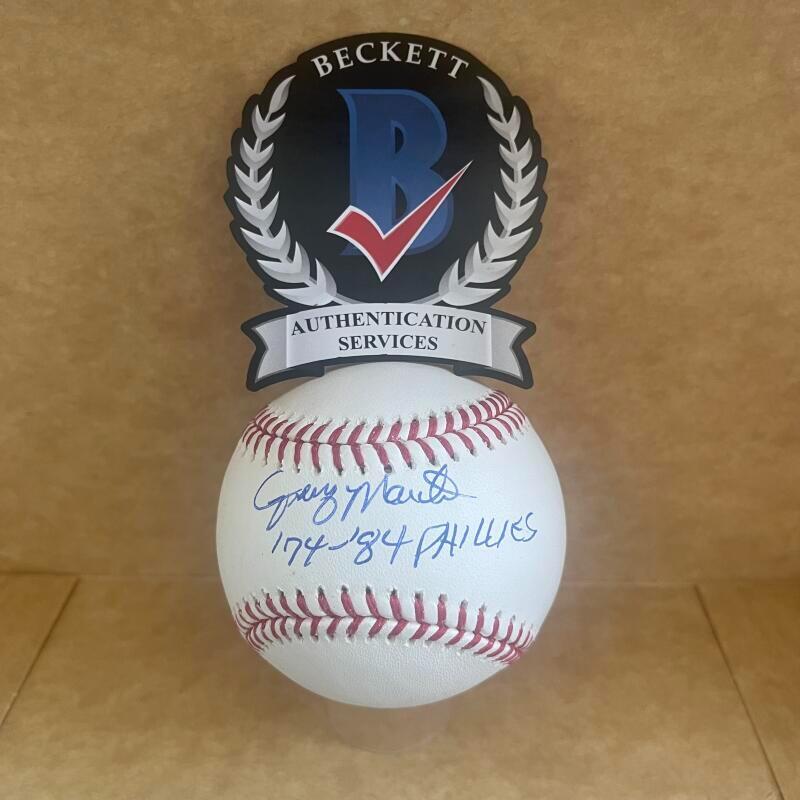 BECKETT
B
AUTHENTICATION
SERVICES
'74-'84 PHILLIES